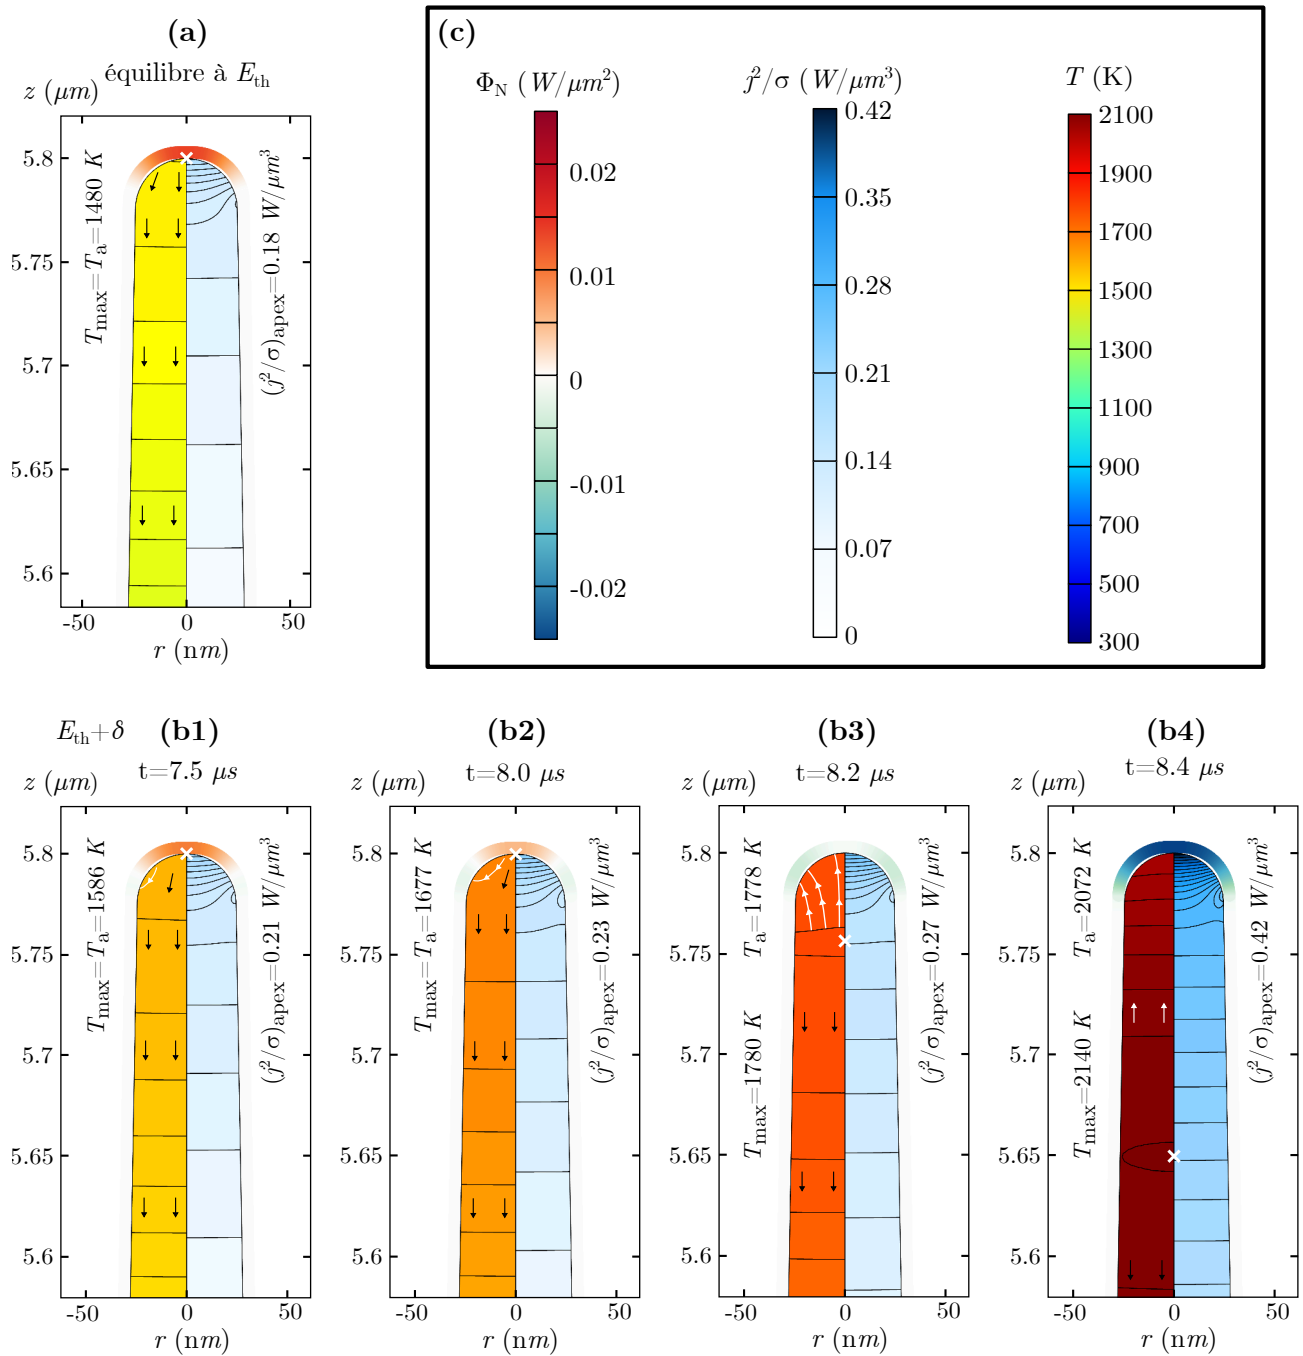 (a)
équilibre à E_th
z (μm)
5.8
5.75
5.7
5.65
5.6
T_max=T_a=1480 K
(j²/σ)_apex=0.18 W/μm³
-50
0
50
r (nm)
(c)
Φ_N (W/μm²)
0.02
0.01
0
-0.01
-0.02
j²/σ (W/μm³)
0.42
0.35
0.28
0.21
0.14
0.07
0
T (K)
2100
1900
1700
1500
1300
1100
900
700
500
300
E_th+δ
(b1)
t=7.5 μs
z (μm)
5.8
5.75
5.7
5.65
5.6
T_max=T_a=1586 K
(j²/σ)_apex=0.21 W/μm³
-50
0
50
r (nm)
(b2)
t=8.0 μs
z (μm)
5.8
5.75
5.7
5.65
5.6
T_max=T_a=1677 K
(j²/σ)_apex=0.23 W/μm³
-50
0
50
r (nm)
(b3)
t=8.2 μs
z (μm)
5.8
5.75
5.7
5.65
5.6
T_max=1780 K
T_a=1778 K
(j²/σ)_apex=0.27 W/μm³
-50
0
50
r (nm)
(b4)
t=8.4 μs
z (μm)
5.8
5.75
5.7
5.65
5.6
T_max=2140 K
T_a=2072 K
(j²/σ)_apex=0.42 W/μm³
-50
0
50
r (nm)